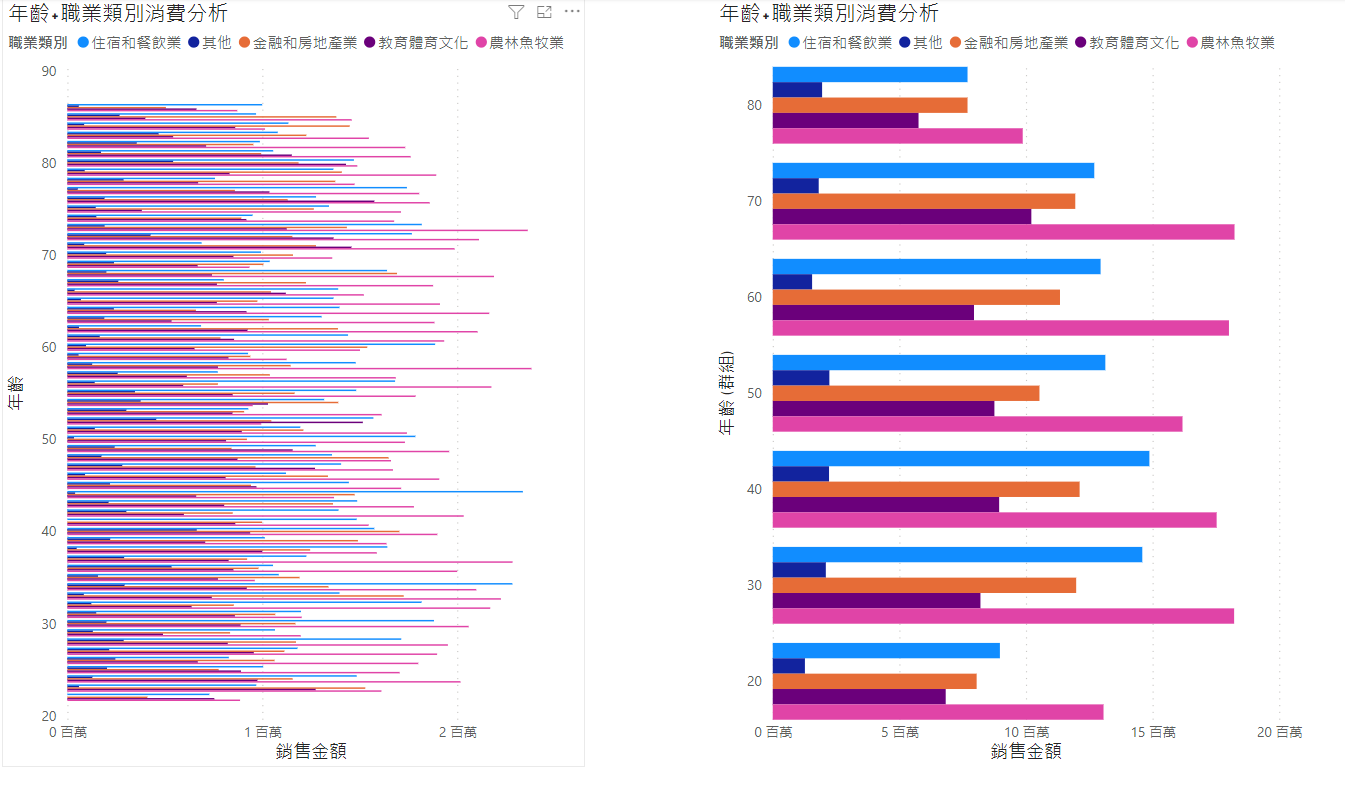 年齡+職業類別消費分析
職業類別 住宿和餐飲業 其他 金融和房地產業 教育體育文化 農林魚牧業
90
80
70
60
50
40
30
20
年齡
0 百萬 1 百萬 2 百萬
銷售金額
年齡+職業類別消費分析
職業類別 住宿和餐飲業 其他 金融和房地產業 教育體育文化 農林魚牧業
80
70
60
50
40
30
20
年齡 (群組)
0 百萬 5 百萬 10 百萬 15 百萬 20 百萬
銷售金額